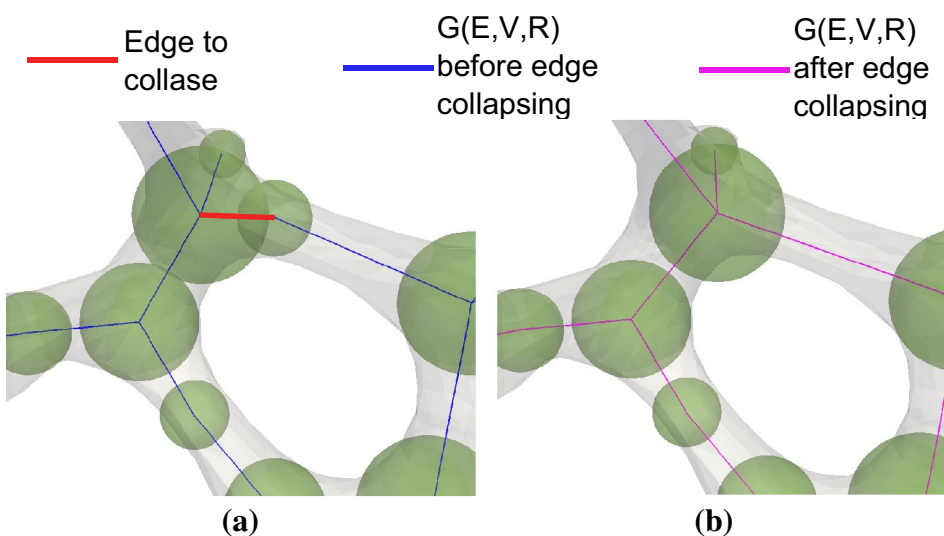 Edge to
collase
G(E,V,R)
before edge
collapsing
G(E,V,R)
after edge
collapsing
(a)
(b)